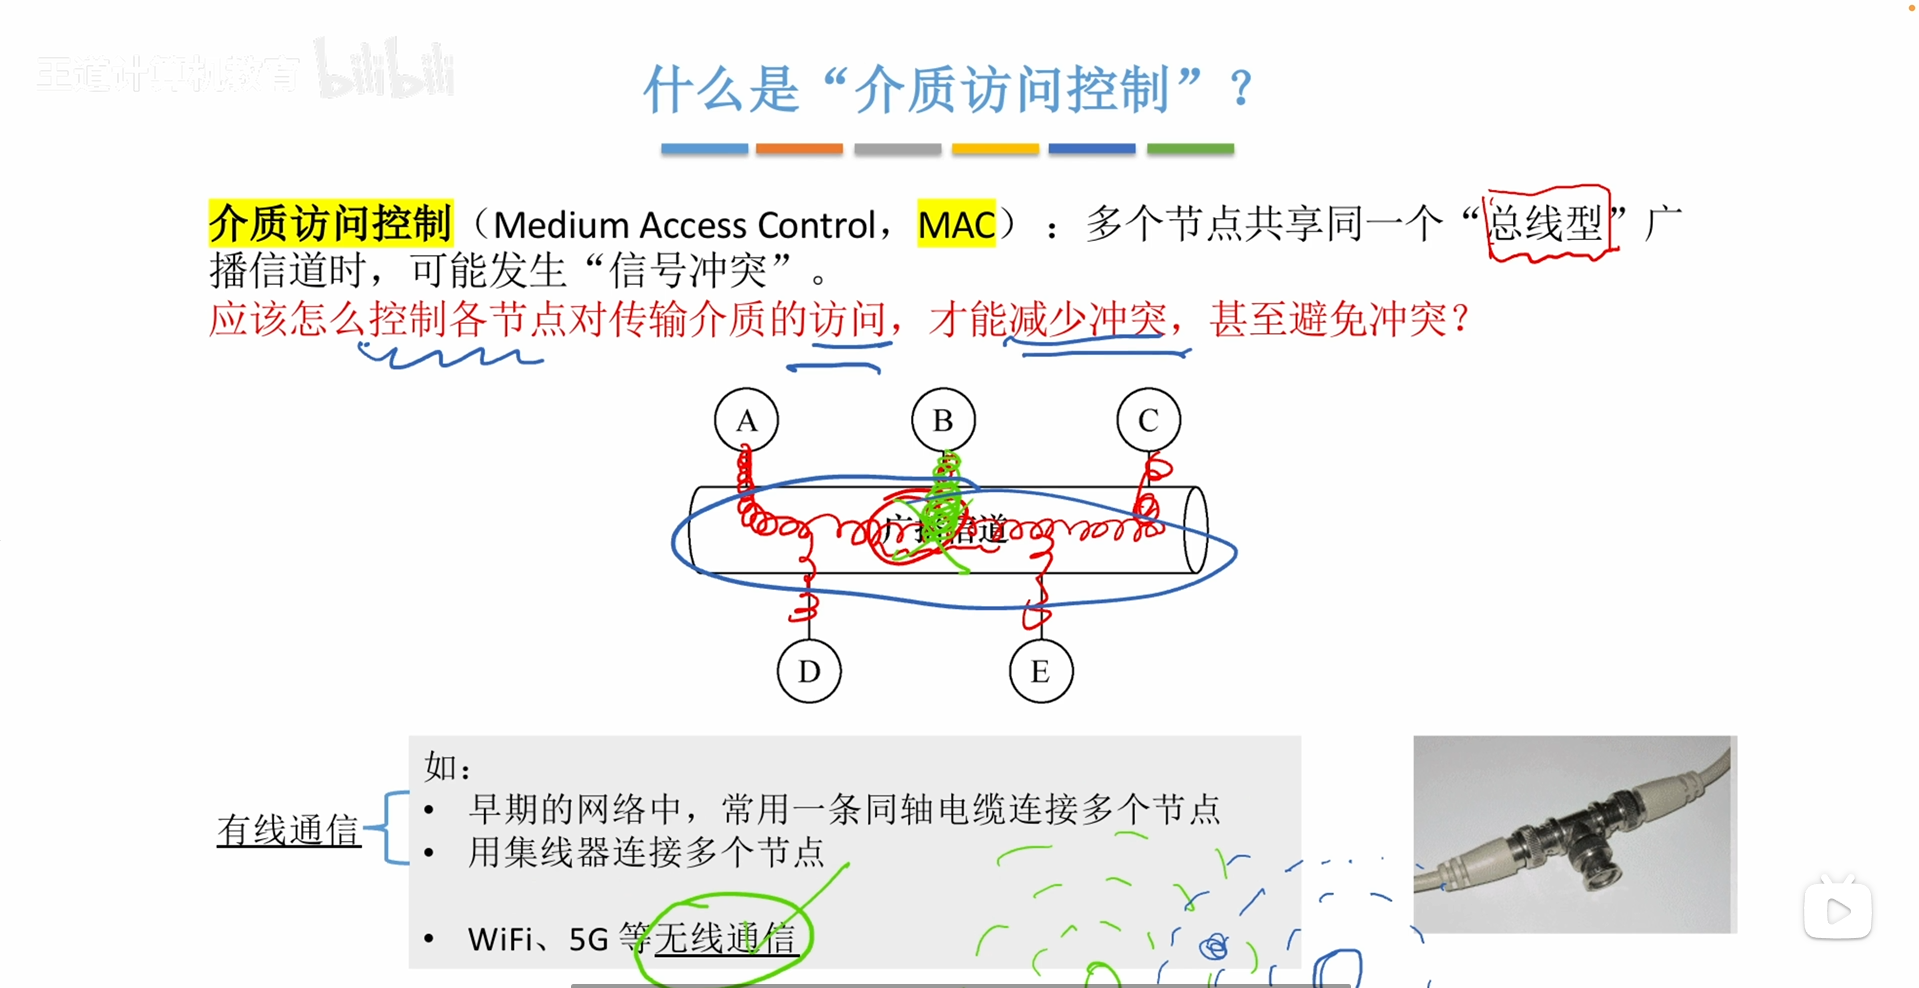 王道计算机教育 bilibili
什么是“介质访问控制”？
介质访问控制（Medium Access Control，MAC）：多个节点共享同一个“总线型”广
播信道时，可能发生“信号冲突”。
应该怎么控制各节点对传输介质的访问，才能减少冲突，甚至避免冲突？
A B C
广播信道
D E
如：
有线通信
• 早期的网络中，常用一条同轴电缆连接多个节点
• 用集线器连接多个节点
• WiFi、5G 等无线通信